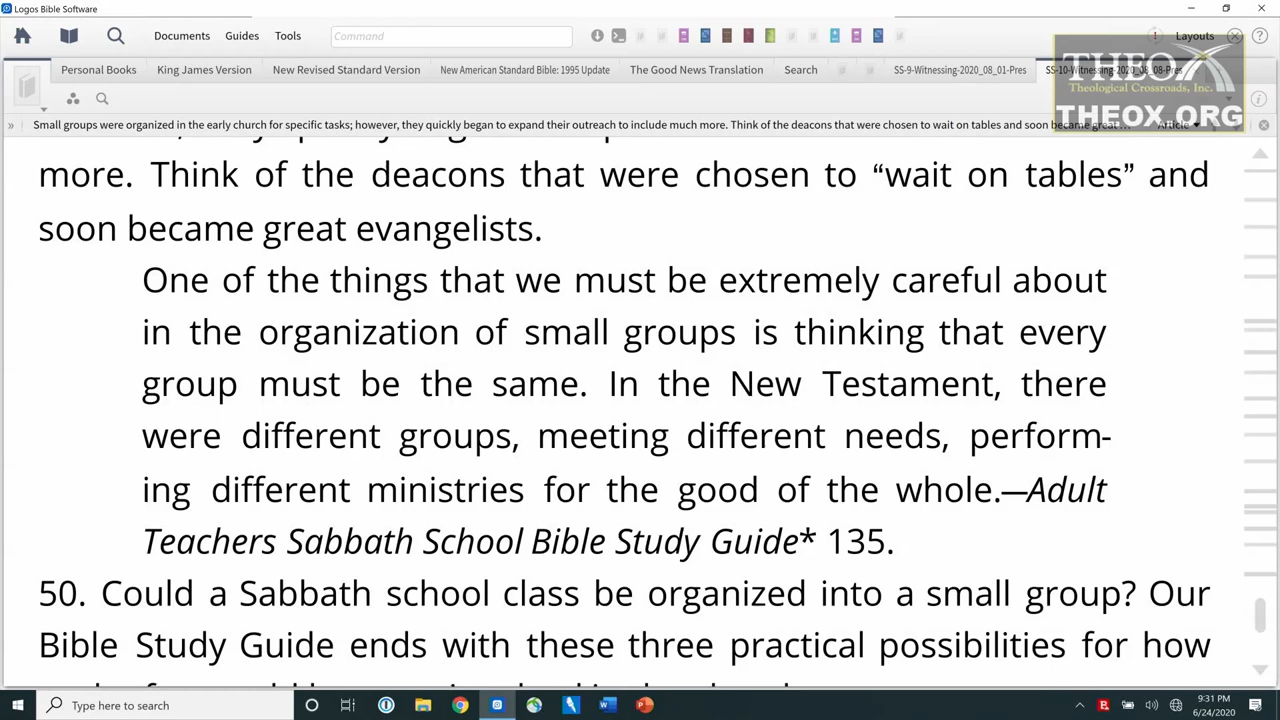 Logos Bible Software
Documents Guides Tools Command Layouts
Personal Books King James Version New Revised Stan American Standard Bible: 1995 Update The Good News Translation Search SS-9-Witnessing-2020_08_01-Pres SS-10-Witnessing-2020_08_08-Pres
THEOX
Theological Crossroads, Inc.
THEOX.ORG
» Small groups were organized in the early church for specific tasks; however, they quickly began to expand their outreach to include much more. Think of the deacons that were chosen to wait on tables and soon became great ... Article
more. Think of the deacons that were chosen to “wait on tables” and
soon became great evangelists.
One of the things that we must be extremely careful about
in the organization of small groups is thinking that every
group must be the same. In the New Testament, there
were different groups, meeting different needs, perform-
ing different ministries for the good of the whole.—Adult
Teachers Sabbath School Bible Study Guide* 135.
50. Could a Sabbath school class be organized into a small group? Our
Bible Study Guide ends with these three practical possibilities for how
Type here to search
9:31 PM
6/24/2020